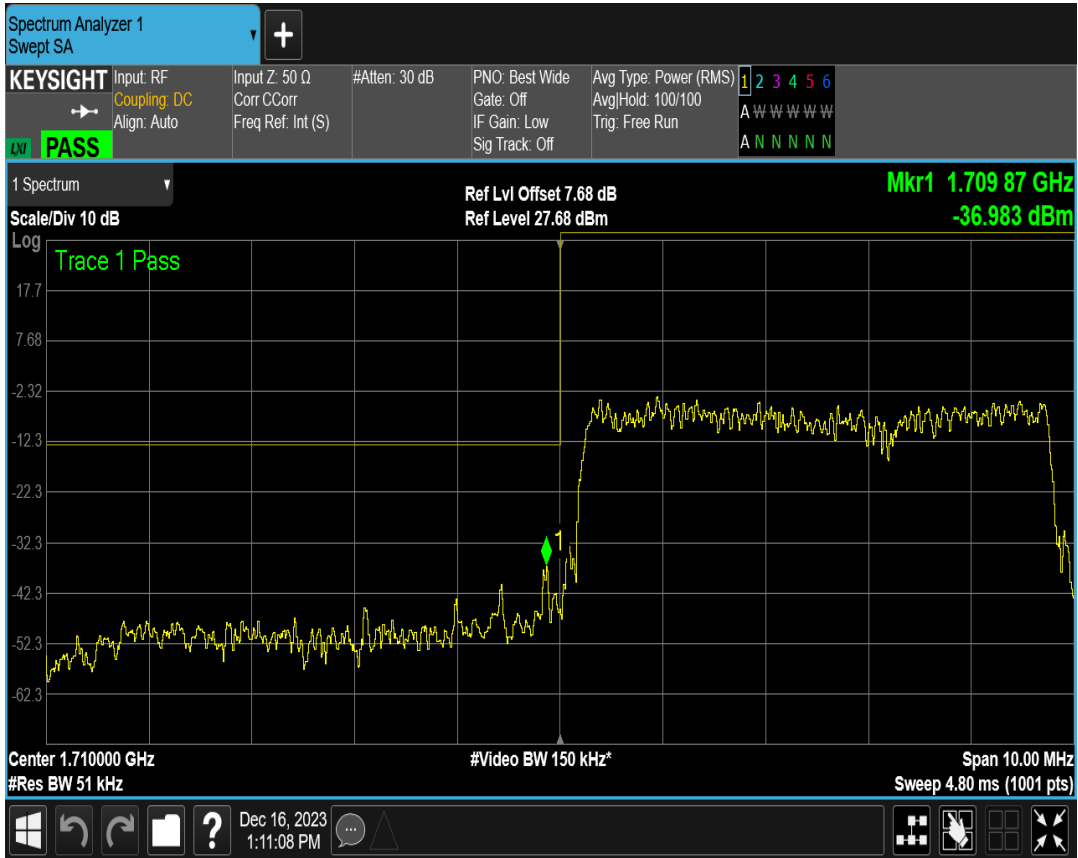 Spectrum Analyzer 1
Swept SA
+
KEYSIGHT
LXI PASS
Input: RF
Coupling: DC
Align: Auto
Input Z: 50 Ω
Corr CCorr
Freq Ref: Int (S)
#Atten: 30 dB
PNO: Best Wide
Gate: Off
IF Gain: Low
Sig Track: Off
Avg Type: Power (RMS)
Avg|Hold: 100/100
Trig: Free Run
1 2 3 4 5 6
A W W W W W
A N N N N N
1 Spectrum
Scale/Div 10 dB
Ref Lvl Offset 7.68 dB
Ref Level 27.68 dBm
Mkr1 1.709 87 GHz
-36.983 dBm
Log
Trace 1 Pass
17.7
7.68
-2.32
-12.3
-22.3
-32.3
1
-42.3
-52.3
-62.3
Center 1.710000 GHz
#Video BW 150 kHz*
Span 10.00 MHz
#Res BW 51 kHz
Sweep 4.80 ms (1001 pts)
?
Dec 16, 2023
1:11:08 PM